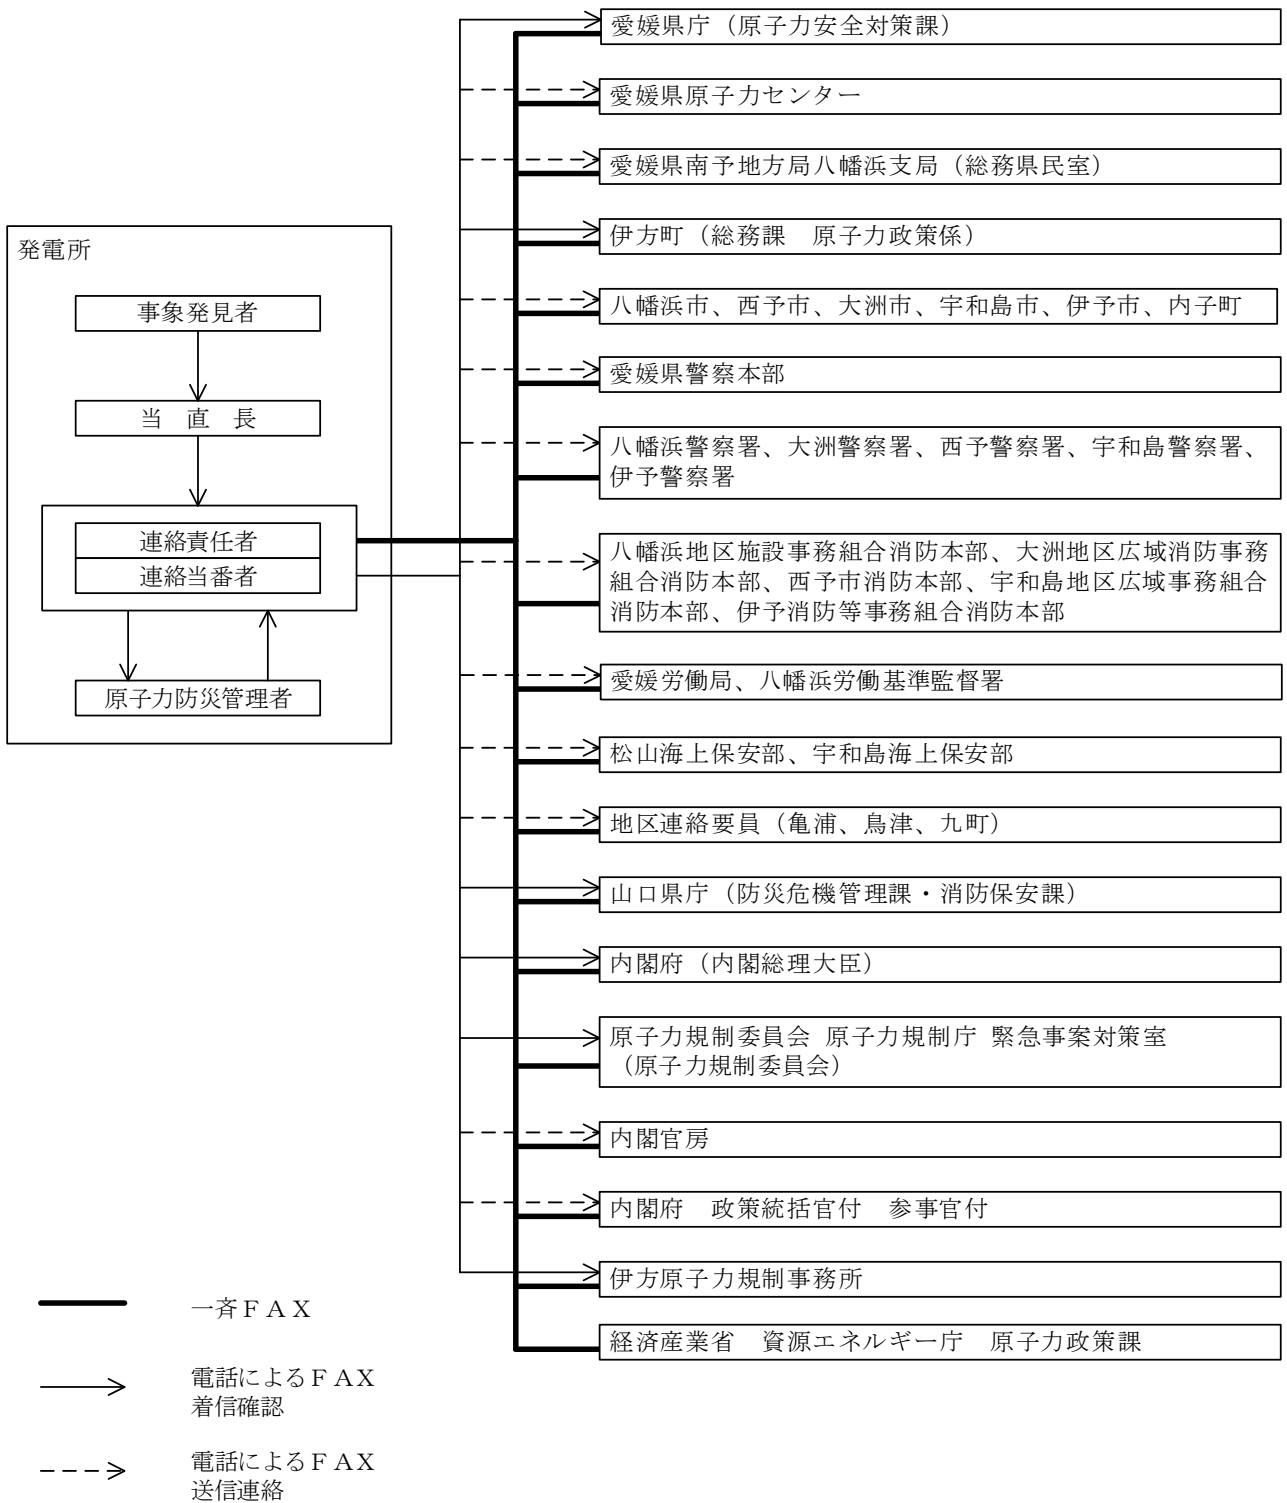 愛媛県庁（原子力安全対策課）
愛媛県原子力センター
愛媛県南予地方局八幡浜支局（総務県民室）
伊方町（総務課　原子力政策係）
八幡浜市、西予市、大洲市、宇和島市、伊予市、内子町
愛媛県警察本部
八幡浜警察署、大洲警察署、西予警察署、宇和島警察署、
伊予警察署
八幡浜地区施設事務組合消防本部、大洲地区広域消防事務
組合消防本部、西予市消防本部、宇和島地区広域事務組合
消防本部、伊予消防等事務組合消防本部
愛媛労働局、八幡浜労働基準監督署
松山海上保安部、宇和島海上保安部
地区連絡要員（亀浦、鳥津、九町）
山口県庁（防災危機管理課・消防保安課）
内閣府（内閣総理大臣）
原子力規制委員会 原子力規制庁 緊急事案対策室
（原子力規制委員会）
内閣官房
内閣府　政策統括官付　参事官付
伊方原子力規制事務所
経済産業省　資源エネルギー庁　原子力政策課
発電所
事象発見者
当　直　長
連絡責任者
連絡当番者
原子力防災管理者
一斉ＦＡＸ
電話によるＦＡＸ
着信確認
電話によるＦＡＸ
送信連絡